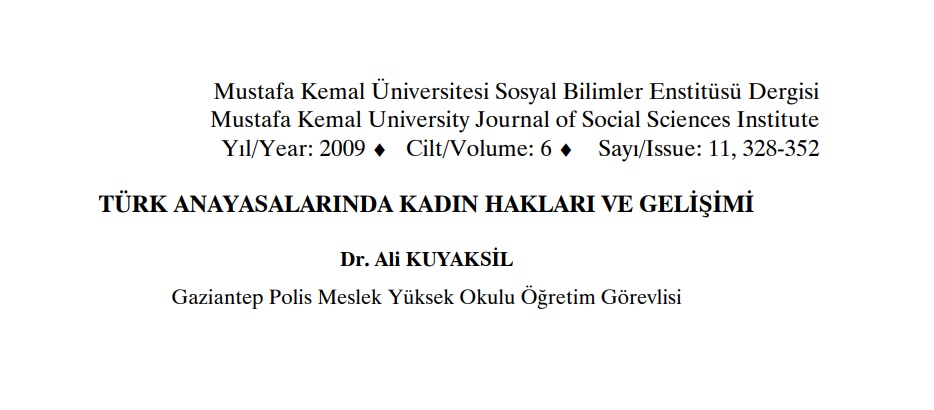 Mustafa Kemal Üniversitesi Sosyal Bilimler Enstitüsü Dergisi
Mustafa Kemal University Journal of Social Sciences Institute
Yıl/Year: 2009 ♦ Cilt/Volume: 6 ♦ Sayı/Issue: 11, 328-352
TÜRK ANAYASALARINDA KADIN HAKLARI VE GELİŞİMİ
Dr. Ali KUYAKSİL
Gaziantep Polis Meslek Yüksek Okulu Öğretim Görevlisi